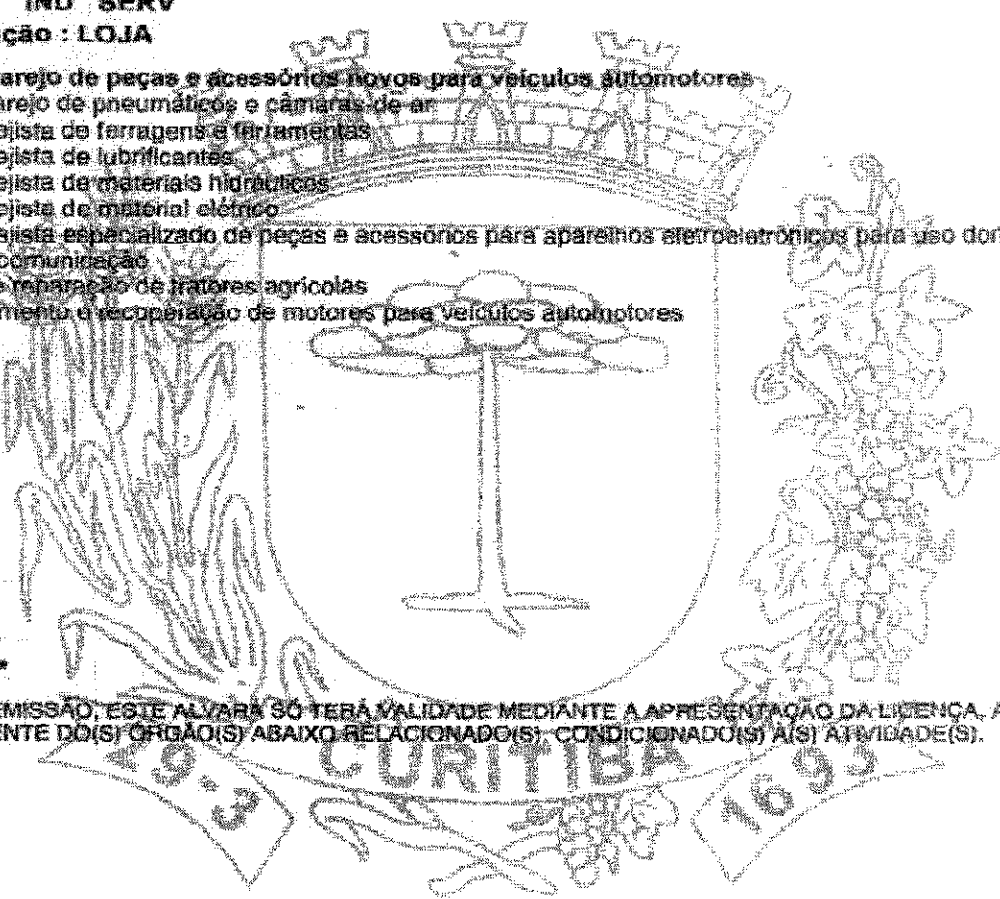 IND SERV
ção : LOJA
arejo de peças e acessórios novos para veículos automotores
arejo de pneumáticos e câmaras-de-ar
ejista de ferragens e ferramentas
ejista de lubrificantes
ejista de materiais hidráulicos
ejista de material elétrico
ejista especializado de peças e acessórios para aparelhos eletroeletrônicos para uso dom
comunicação
e reparação de tratores agrícolas
mento e recuperação de motores para veículos automotores
*
EMISSÃO, ESTE ALVARÁ SÓ TERÁ VALIDADE MEDIANTE A APRESENTAÇÃO DA LICENÇA, A
ENTE DO(S) ÓRGÃO(S) ABAIXO RELACIONADO(S), CONDICIONADO(S) A(S) ATIVIDADE(S).
29-3 CURITIBA 1693